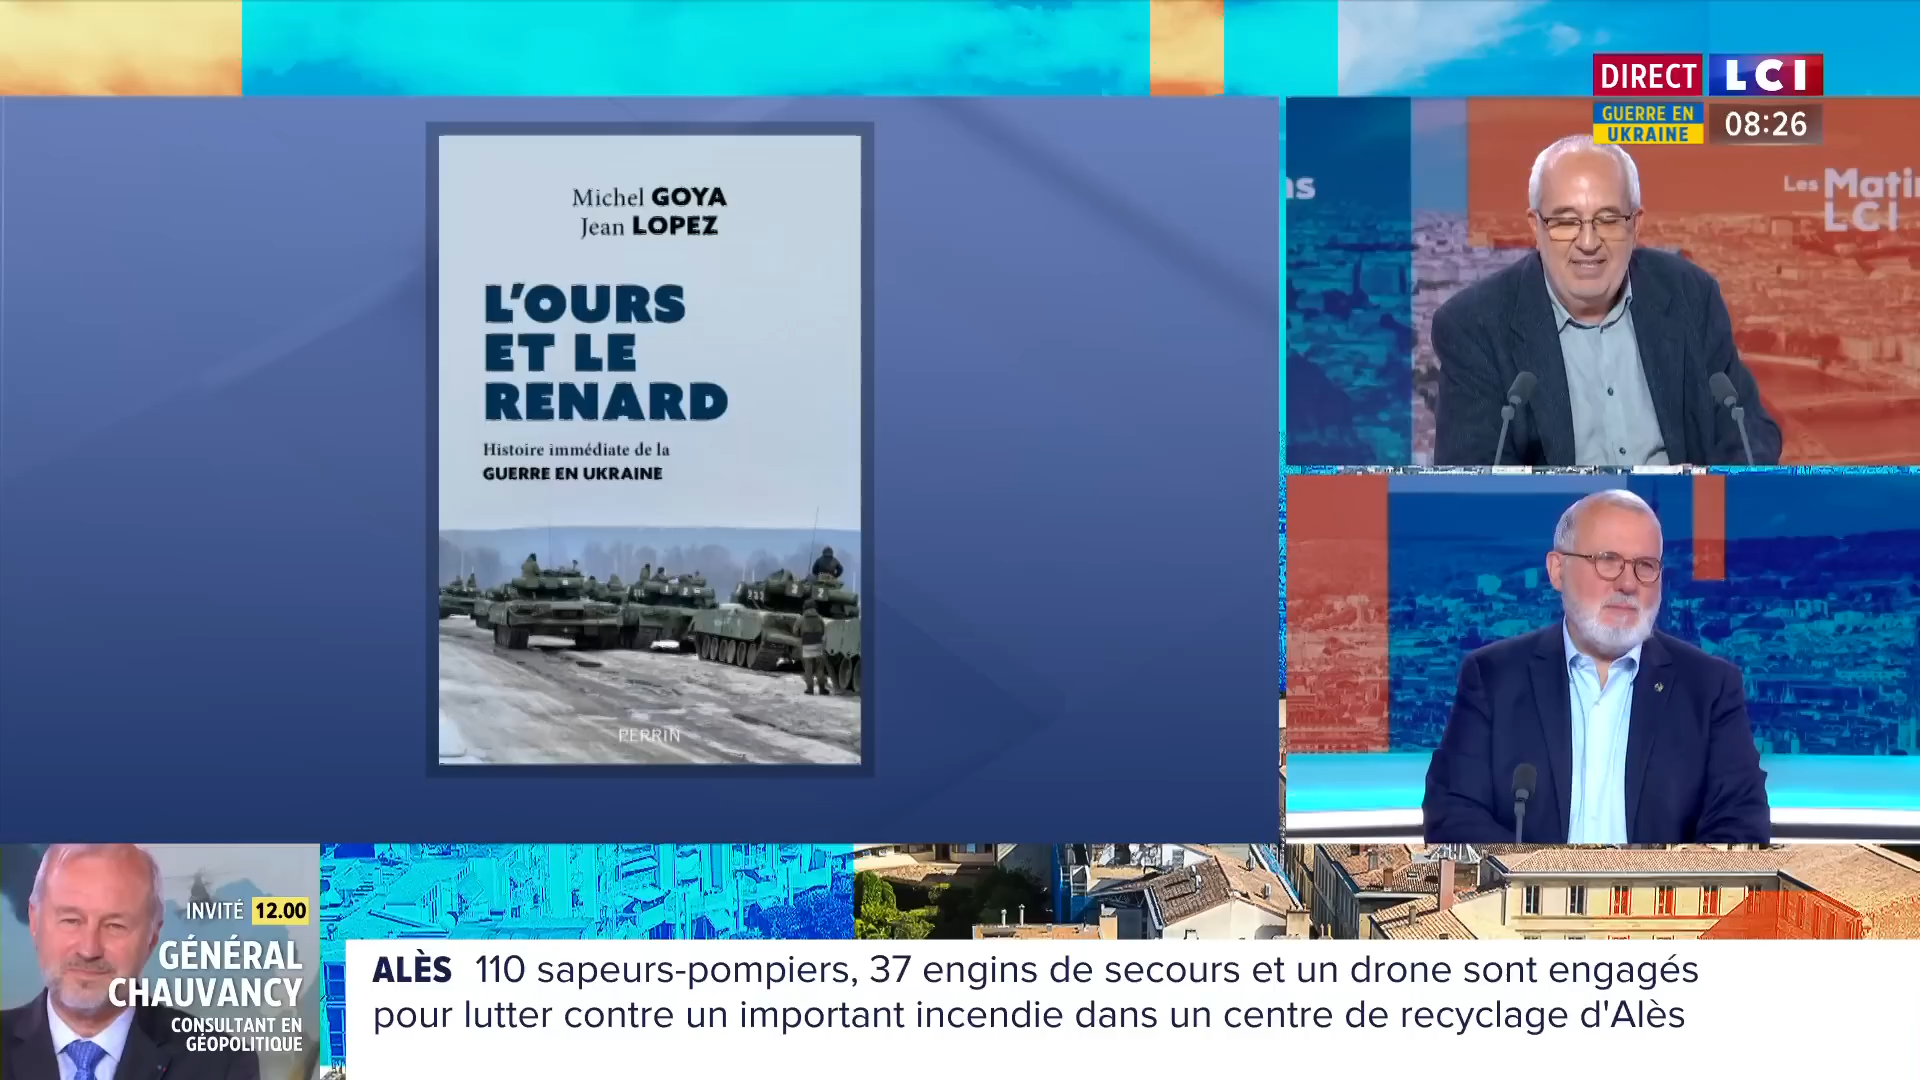 DIRECT LCI
GUERRE EN
UKRAINE
08:26
Michel GOYA
Jean LOPEZ
L'OURS
ET LE
RENARD
Histoire immédiate de la
GUERRE EN UKRAINE
PERRIN
ns
Les Matin
LCI
INVITÉ 12.00
GÉNÉRAL
CHAUVANCY
CONSULTANT EN
GÉOPOLITIQUE
ALÈS 110 sapeurs-pompiers, 37 engins de secours et un drone sont engagés
pour lutter contre un important incendie dans un centre de recyclage d'Alès